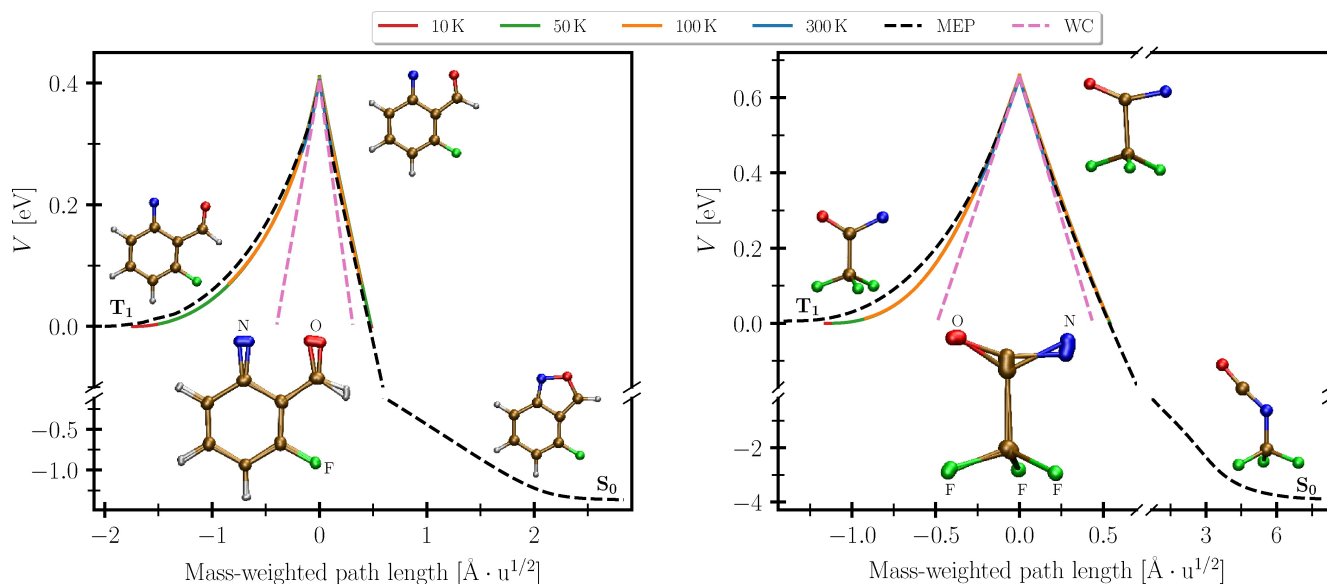 10 K 50 K 100 K 300 K MEP WC
V [eV]
0.4
0.2
0.0
−0.5
−1.0
T1
N O
F
S0
−2 −1 0 1 2
Mass-weighted path length [Å · u^1/2]
V [eV]
0.6
0.4
0.2
0.0
−2
−4
T1
O N
F F F
S0
−1.0 −0.5 0.0 0.5 3 6
Mass-weighted path length [Å · u^1/2]